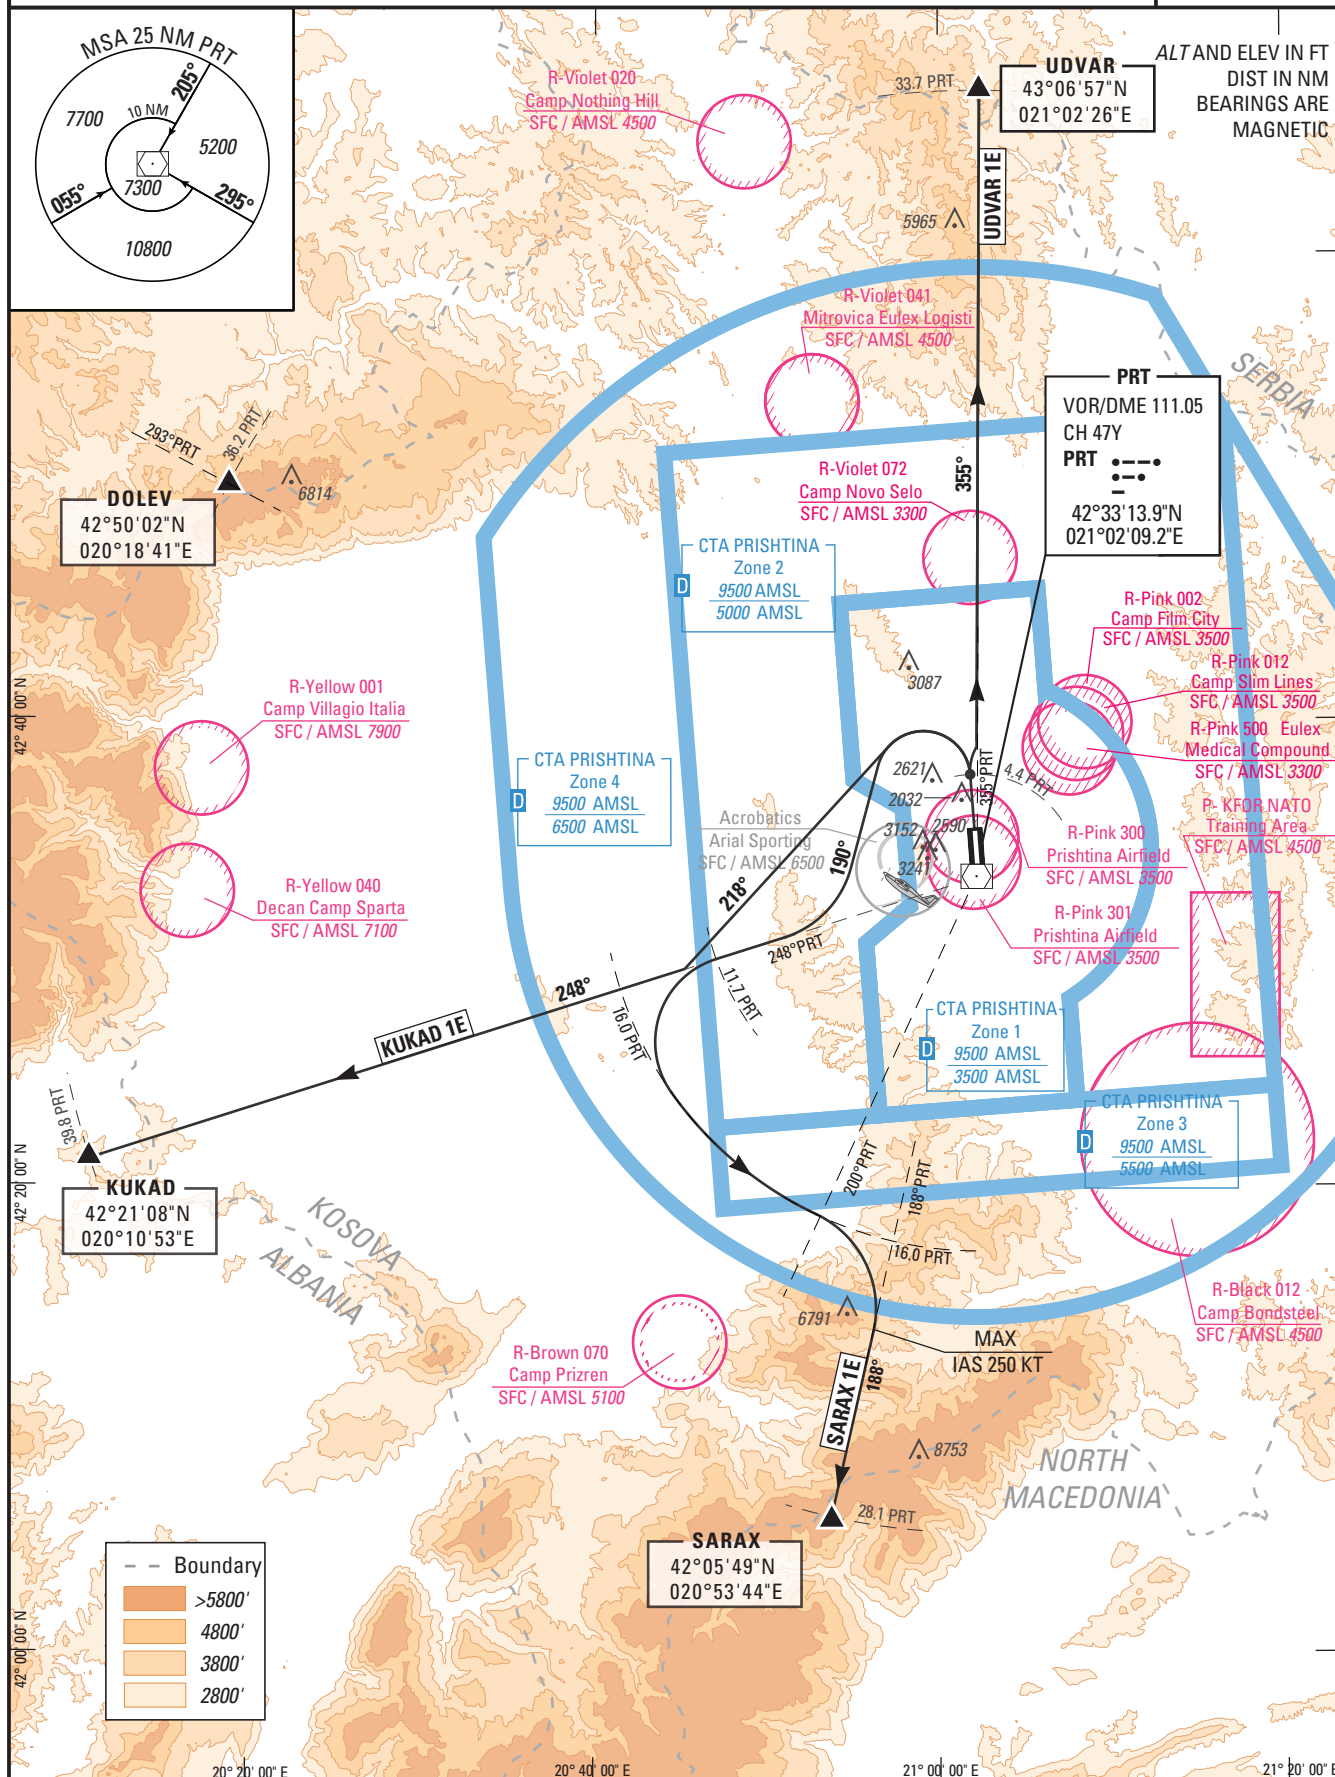 MSA 25 NM PRT
205°
10 NM
7700
5200
7300
055°
295°
10800
ALT AND ELEV IN FT
DIST IN NM
BEARINGS ARE
MAGNETIC
UDVAR
43°06'57"N
021°02'26"E
33.7 PRT
UDVAR 1E
5965
R-Violet 020
Camp Nothing Hill
SFC / AMSL 4500
R-Violet 041
Mitrovica Eulex Logisti
SFC / AMSL 4500
SERBIA
PRT
VOR/DME 111.05
CH 47Y
PRT
42°33'13.9"N
021°02'09.2"E
355°
293°PRT
36.2 PRT
6814
DOLEV
42°50'02"N
020°18'41"E
R-Violet 072
Camp Novo Selo
SFC / AMSL 3300
CTA PRISHTINA
Zone 2
D
9500 AMSL
5000 AMSL
R-Pink 002
Camp Film City
SFC / AMSL 3500
R-Pink 012
Camp Slim Lines
SFC / AMSL 3500
R-Pink 500 Eulex
Medical Compound
SFC / AMSL 3300
3087
R-Yellow 001
Camp Villagio Italia
SFC / AMSL 7900
42° 40' 00" N
CTA PRISHTINA
Zone 4
D
9500 AMSL
6500 AMSL
2621
2032
355°PRT
4.4 PRT
P- KFOR NATO
Training Area
SFC / AMSL 4500
Acrobatics
Arial Sporting
SFC / AMSL 6500
3152
2590
3241
R-Pink 300
Prishtina Airfield
SFC / AMSL 3500
R-Pink 301
Prishtina Airfield
SFC / AMSL 3500
R-Yellow 040
Decan Camp Sparta
SFC / AMSL 7100
218°
190°
248°PRT
11.7 PRT
248°
16.0 PRT
KUKAD 1E
CTA PRISHTINA
Zone 1
D
9500 AMSL
3500 AMSL
CTA PRISHTINA
Zone 3
D
9500 AMSL
5500 AMSL
39.8 PRT
KUKAD
42°21'08"N
020°10'53"E
42° 20' 00" N
200°PRT
188°PRT
16.0 PRT
KOSOVA
ALBANIA
6791
R-Black 012
Camp Bondsteel
SFC / AMSL 4500
R-Brown 070
Camp Prizren
SFC / AMSL 5100
MAX
IAS 250 KT
188°
SARAX 1E
8753
NORTH
MACEDONIA
28.1 PRT
SARAX
42°05'49"N
020°53'44"E
Boundary
>5800'
4800'
3800'
2800'
42° 00' 00" N
20° 20' 00" E
20° 40' 00" E
21° 00' 00" E
21° 20' 00" E